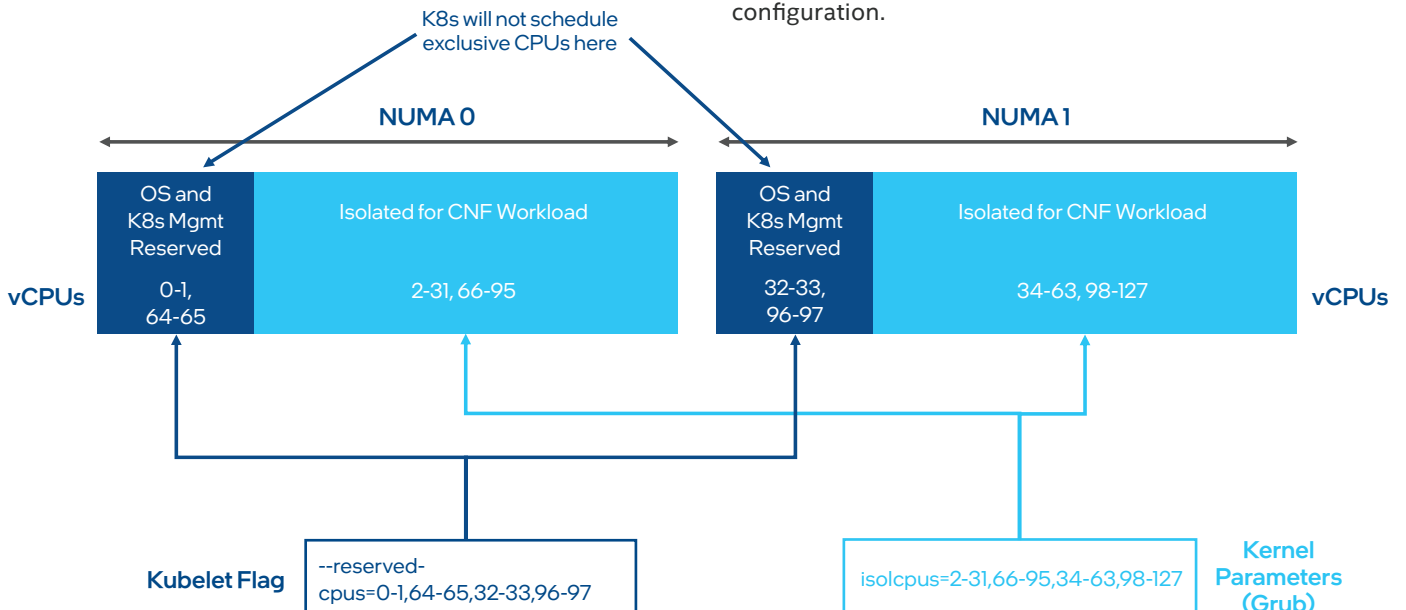 configuration.
K8s will not schedule
exclusive CPUs here
NUMA 0
NUMA 1
OS and
K8s Mgmt
Reserved
Isolated for CNF Workload
OS and
K8s Mgmt
Reserved
Isolated for CNF Workload
vCPUs
0-1,
64-65
2-31, 66-95
32-33,
96-97
34-63, 98-127
vCPUs
Kubelet Flag
--reserved-
cpus=0-1,64-65,32-33,96-97
isolcpus=2-31,66-95,34-63,98-127
Kernel
Parameters
(Grub)